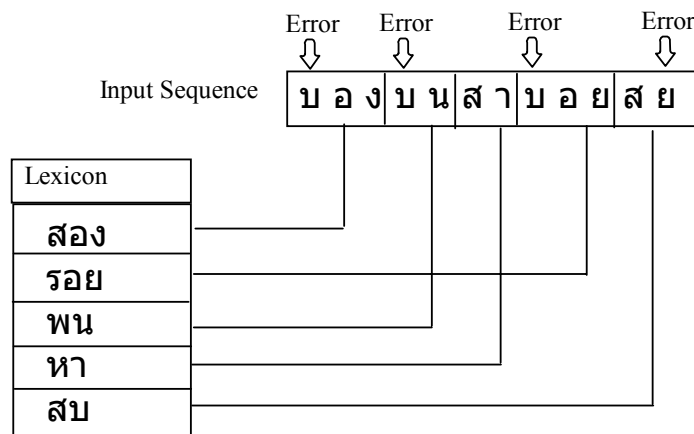 Error Error Error Error
Input Sequence บ อ ง บ น ส า บ อ ย ส ย
Lexicon
สอง
รอย
พน
หา
สบ